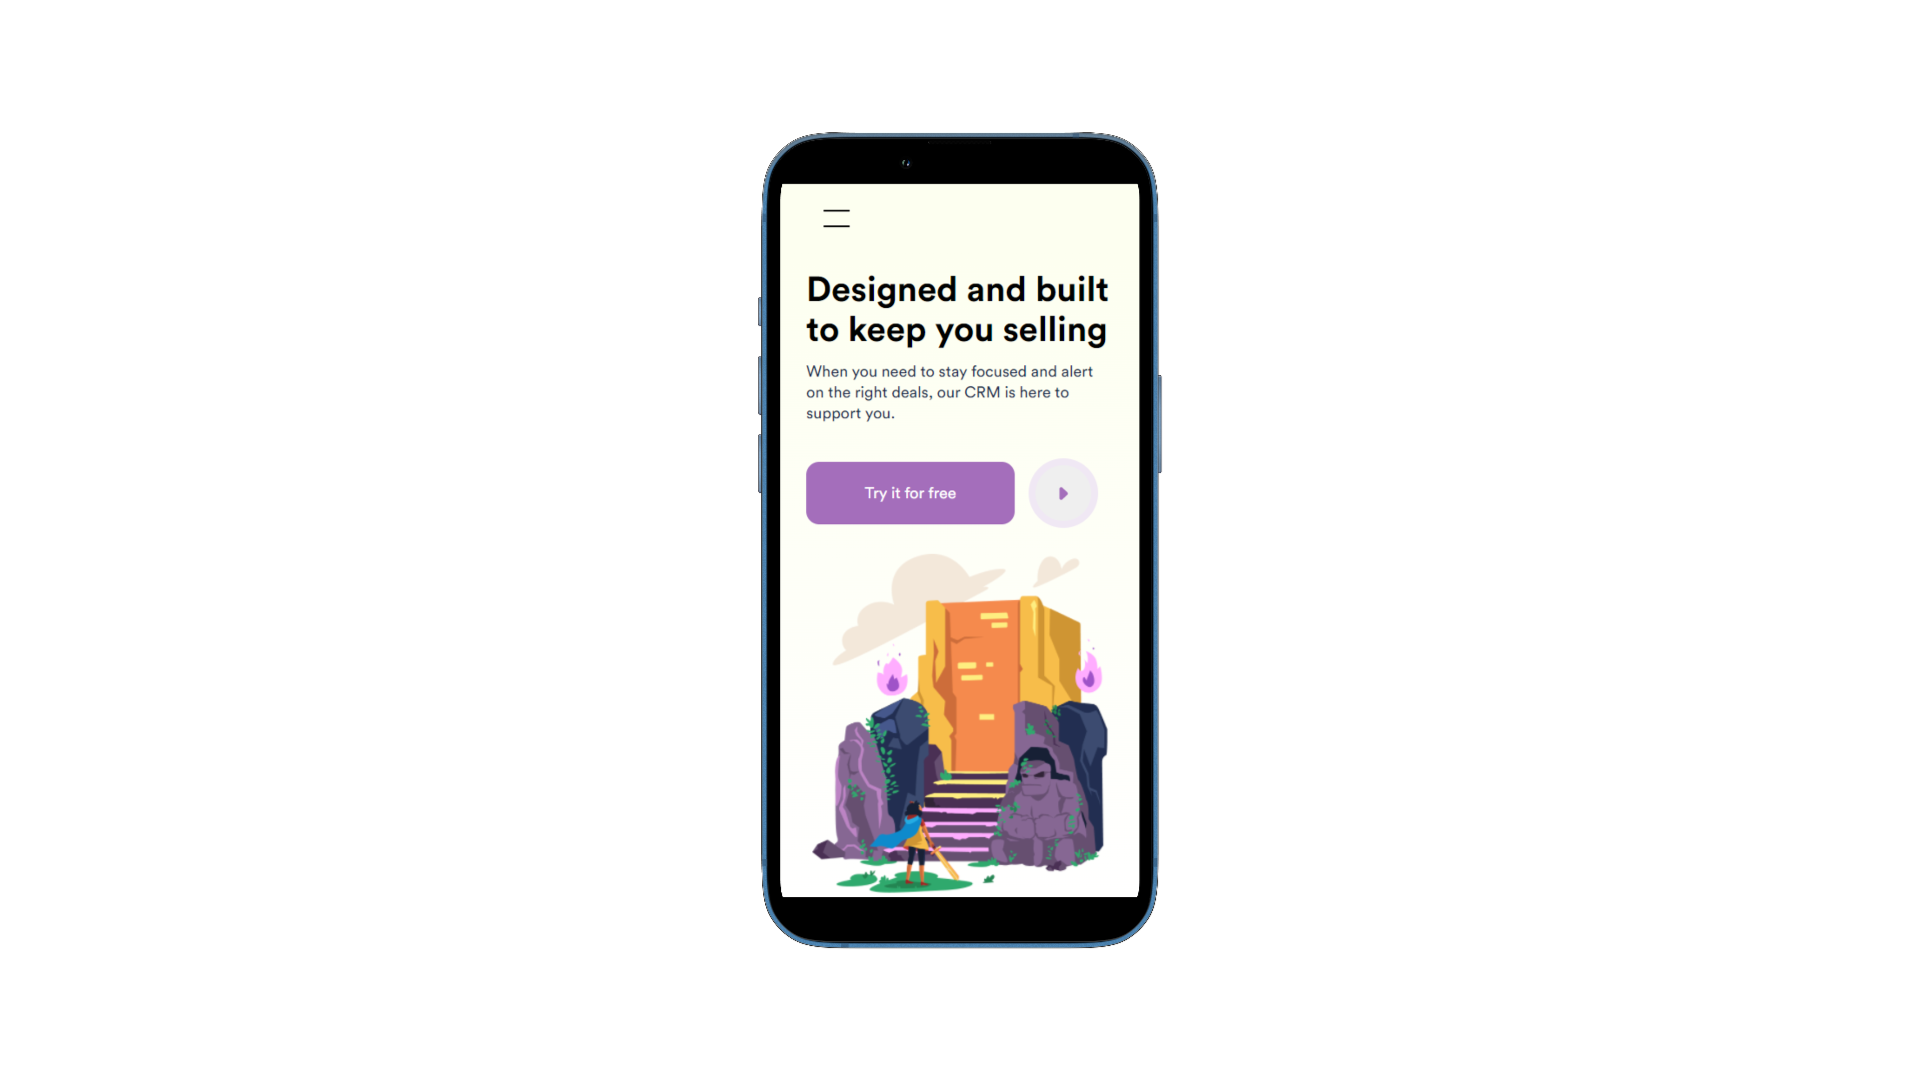 Designed and built
to keep you selling
When you need to stay focused and alert
on the right deals, our CRM is here to
support you.
Try it for free